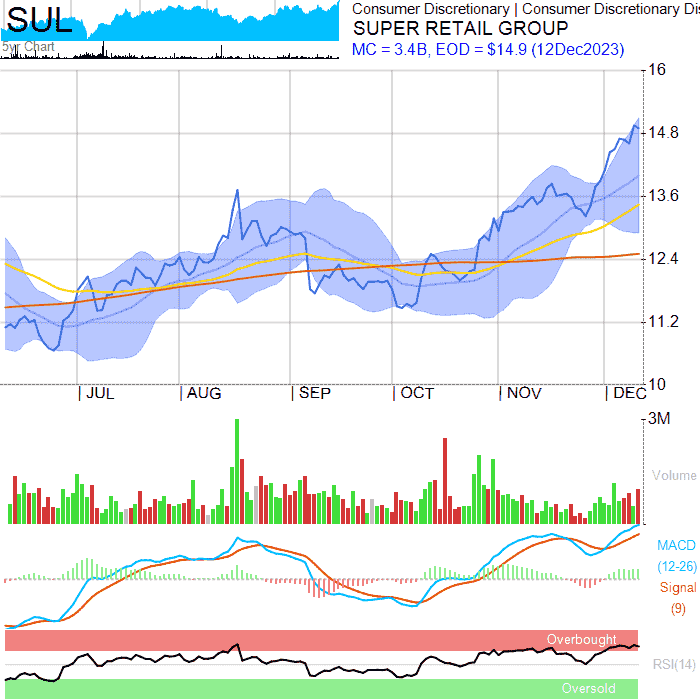 SUL
5yr Chart
Consumer Discretionary | Consumer Discretionary Dis
SUPER RETAIL GROUP
MC = 3.4B, EOD = $14.9 (12Dec2023)
16
14.8
13.6
12.4
11.2
10
JUL AUG SEP OCT NOV DEC
3M
Volume
MACD
(12-26)
Signal
(9)
Overbought
RSI(14)
Oversold